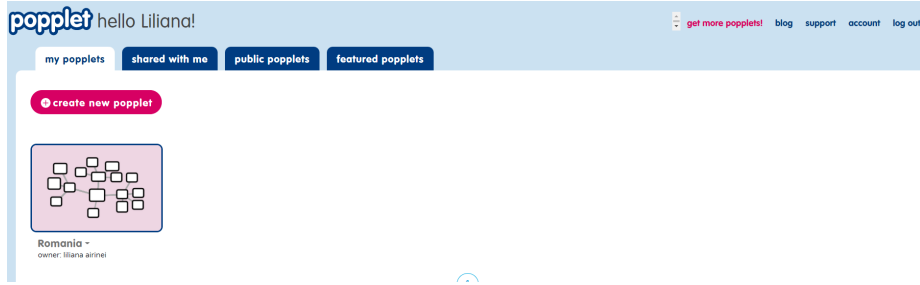 popplet hello Liliana!
get more popplets! blog support account log out
my popplets shared with me public popplets featured popplets
create new popplet
Romania
owner: liliana airinei